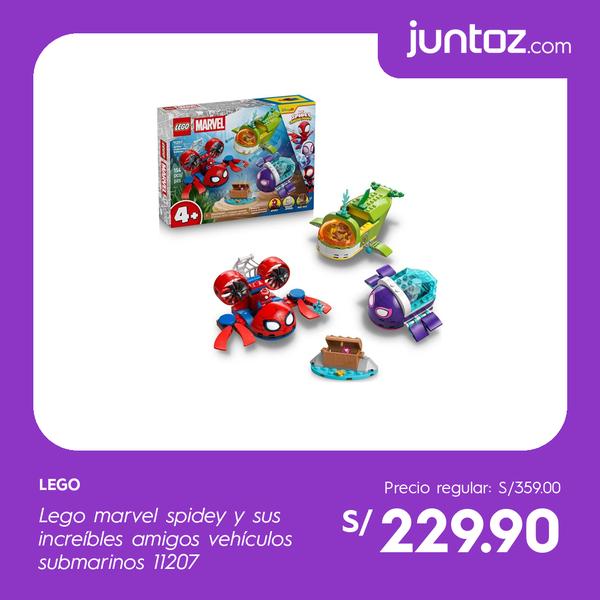 juntoz.com
LEGO MARVEL
4+
LEGO
Lego marvel spidey y sus
increíbles amigos vehículos
submarinos 11207
Precio regular: S/359.00
S/ 229.90